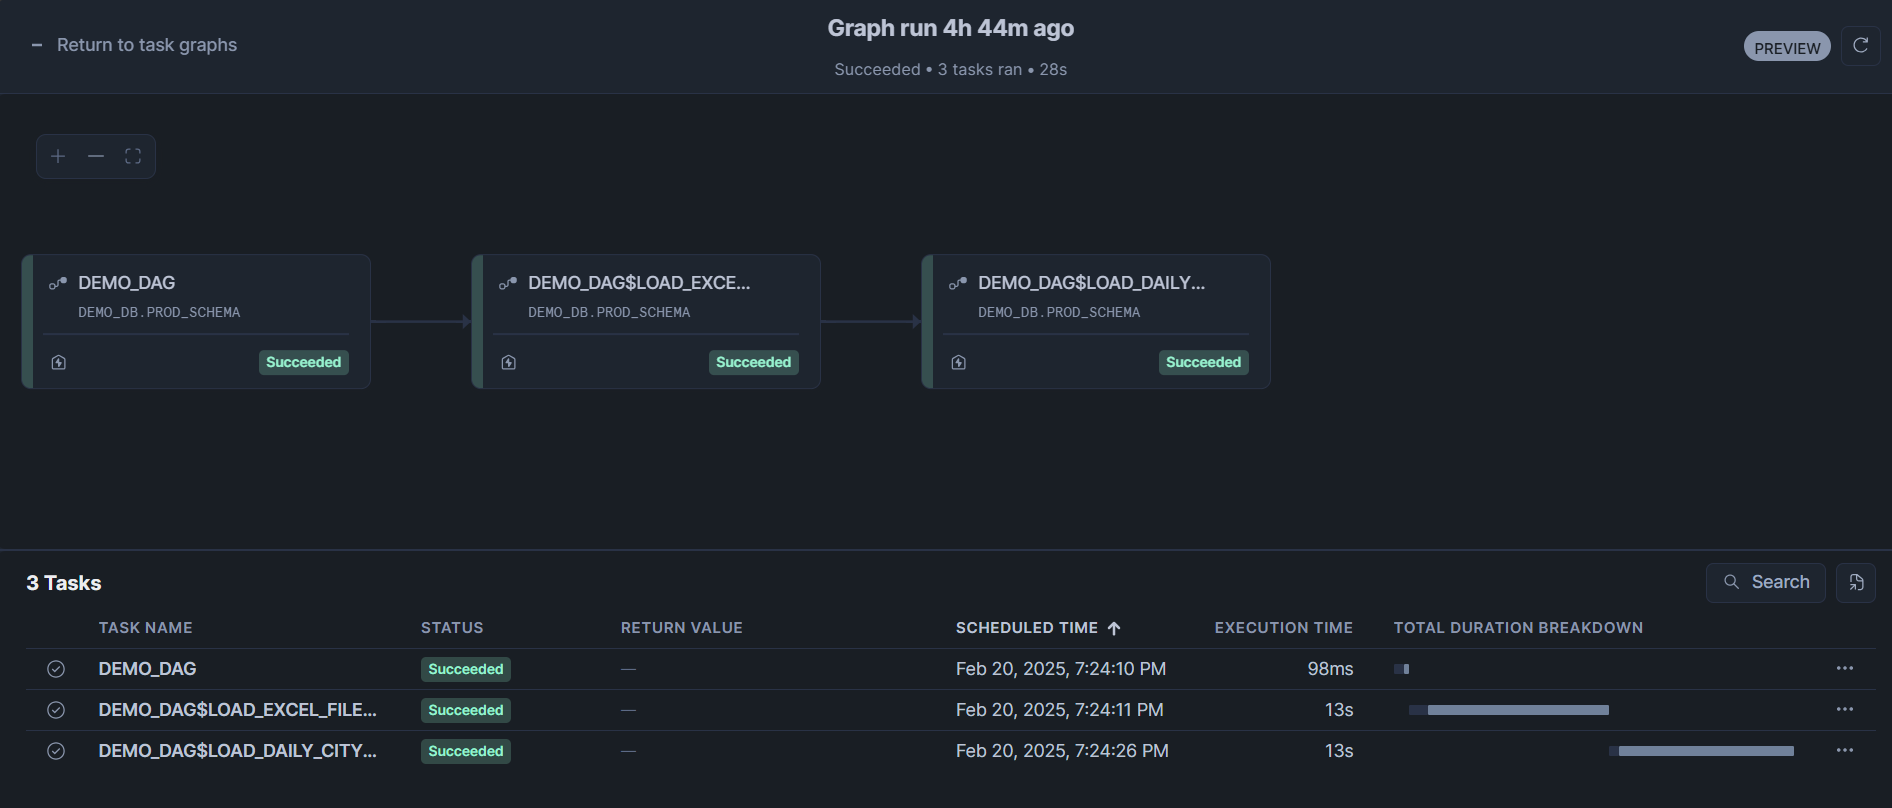 Return to task graphs
Graph run 4h 44m ago
Succeeded • 3 tasks ran • 28s
PREVIEW
DEMO_DAG
DEMO_DB.PROD_SCHEMA
Succeeded
DEMO_DAG$LOAD_EXCE...
DEMO_DB.PROD_SCHEMA
Succeeded
DEMO_DAG$LOAD_DAILY...
DEMO_DB.PROD_SCHEMA
Succeeded
3 Tasks
Search
TASK NAME STATUS RETURN VALUE SCHEDULED TIME EXECUTION TIME TOTAL DURATION BREAKDOWN
DEMO_DAG Succeeded — Feb 20, 2025, 7:24:10 PM 98ms
DEMO_DAG$LOAD_EXCEL_FILE... Succeeded — Feb 20, 2025, 7:24:11 PM 13s
DEMO_DAG$LOAD_DAILY_CITY... Succeeded — Feb 20, 2025, 7:24:26 PM 13s